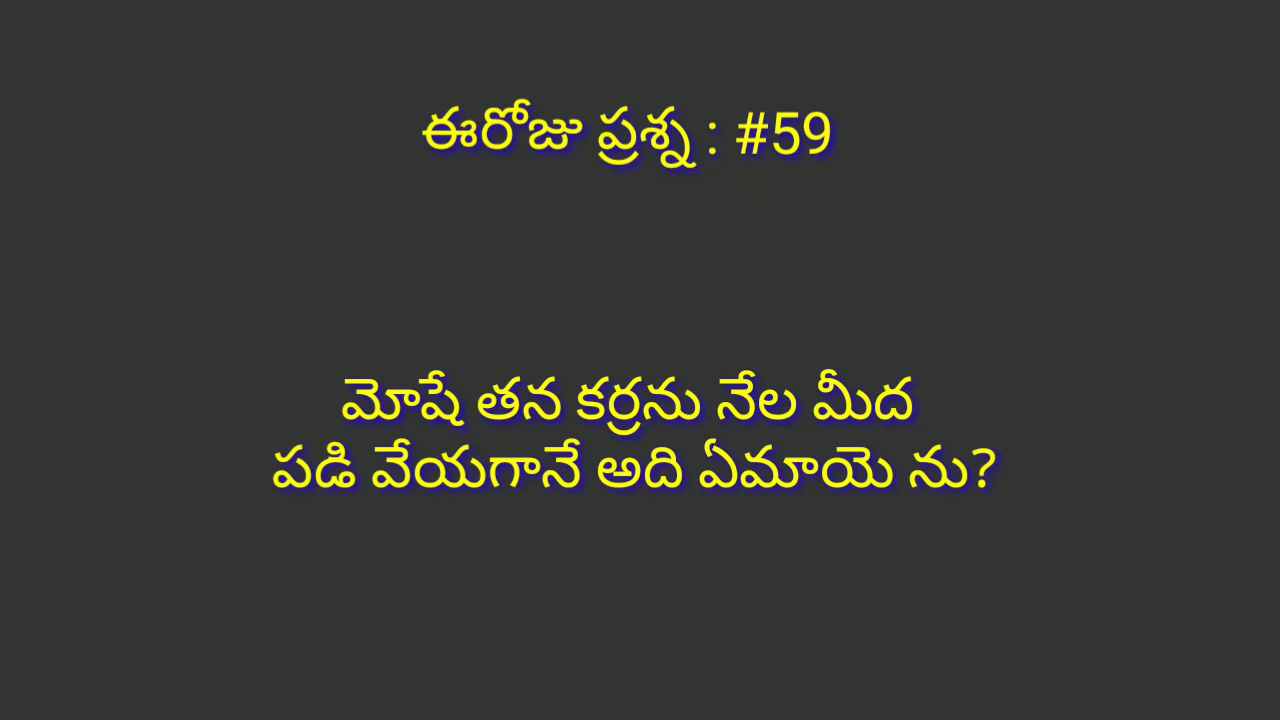 ఈరోజు ప్రశ్న : #59
మోషే తన కర్రను నేల మీద
పడి వేయగానే అది ఏమాయె ను?